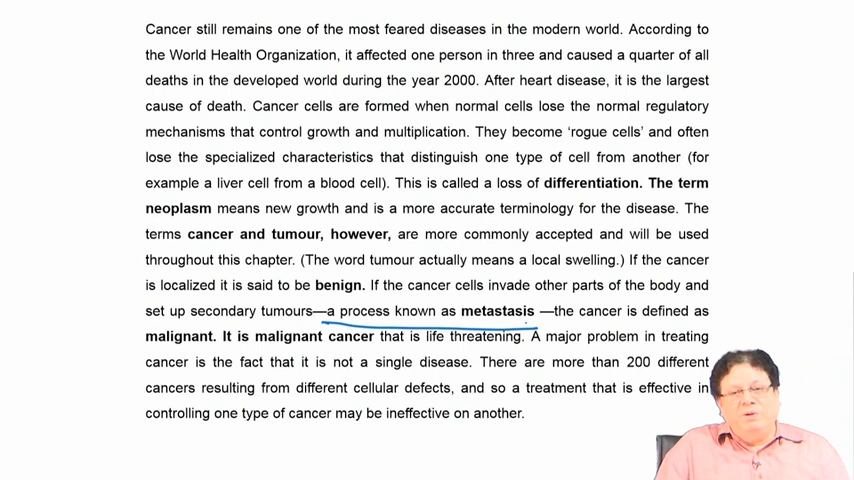 Cancer still remains one of the most feared diseases in the modern world. According to
the World Health Organization, it affected one person in three and caused a quarter of all
deaths in the developed world during the year 2000. After heart disease, it is the largest
cause of death. Cancer cells are formed when normal cells lose the normal regulatory
mechanisms that control growth and multiplication. They become ‘rogue cells’ and often
lose the specialized characteristics that distinguish one type of cell from another (for
example a liver cell from a blood cell). This is called a loss of differentiation. The term
neoplasm means new growth and is a more accurate terminology for the disease. The
terms cancer and tumour, however, are more commonly accepted and will be used
throughout this chapter. (The word tumour actually means a local swelling.) If the cancer
is localized it is said to be benign. If the cancer cells invade other parts of the body and
set up secondary tumours—a process known as metastasis —the cancer is defined as
malignant. It is malignant cancer that is life threatening. A major problem in treating
cancer is the fact that it is not a single disease. There are more than 200 different
cancers resulting from different cellular defects, and so a treatment that is effective in
controlling one type of cancer may be ineffective on another.